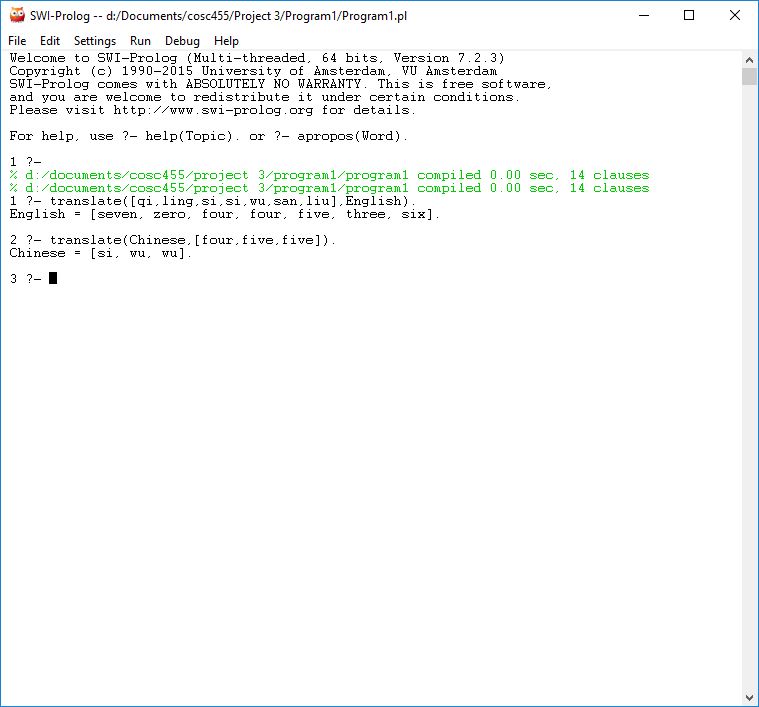 SWI-Prolog -- d:/Documents/cosc455/Project 3/Program1/Program1.pl
File Edit Settings Run Debug Help
Welcome to SWI-Prolog (Multi-threaded, 64 bits, Version 7.2.3)
Copyright (c) 1990-2015 University of Amsterdam, VU Amsterdam
SWI-Prolog comes with ABSOLUTELY NO WARRANTY. This is free software,
and you are welcome to redistribute it under certain conditions.
Please visit http://www.swi-prolog.org for details.
For help, use ?- help(Topic). or ?- apropos(Word).
1 ?-
% d:/documents/cosc455/project 3/program1/program1 compiled 0.00 sec, 14 clauses
% d:/documents/cosc455/project 3/program1/program1 compiled 0.00 sec, 14 clauses
1 ?- translate([qi,ling,si,si,wu,san,liu],English).
English = [seven, zero, four, four, five, three, six].
2 ?- translate(Chinese,[four,five,five]).
Chinese = [si, wu, wu].
3 ?-